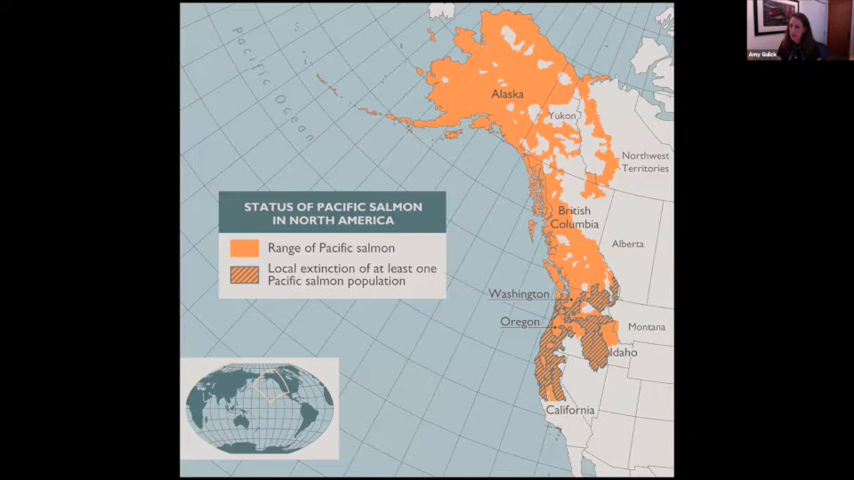 Pacific Ocean
Amy Gulick
Alaska
Yukon
Northwest
Territories
STATUS OF PACIFIC SALMON
IN NORTH AMERICA
Range of Pacific salmon
Local extinction of at least one
Pacific salmon population
British
Columbia
Alberta
Washington
Oregon
Montana
Idaho
California